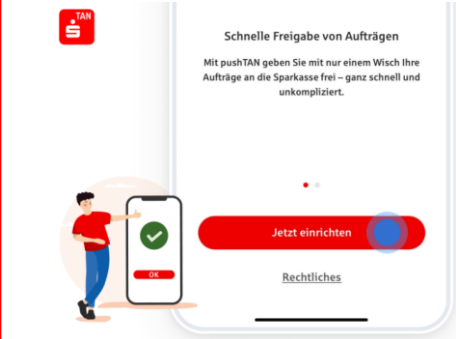 TAN
Schnelle Freigabe von Aufträgen
Mit pushTAN geben Sie mit nur einem Wisch Ihre
Aufträge an die Sparkasse frei – ganz schnell und
unkompliziert.
Jetzt einrichten
OK
Rechtliches